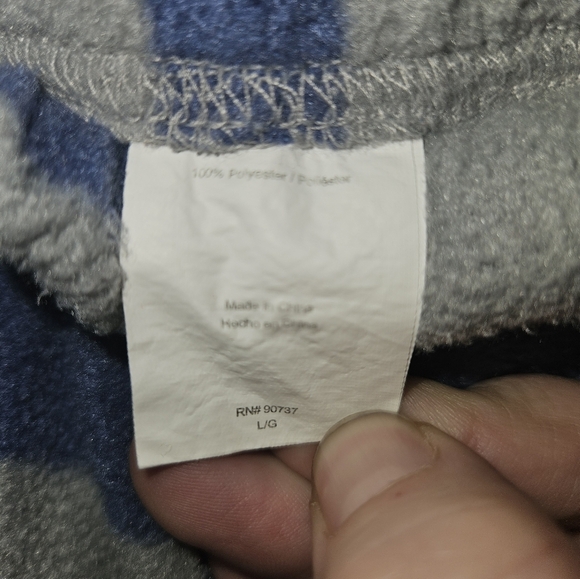 100% Polyester / Poliéster
Made in China
Hecho en China
RN# 90737
L/G